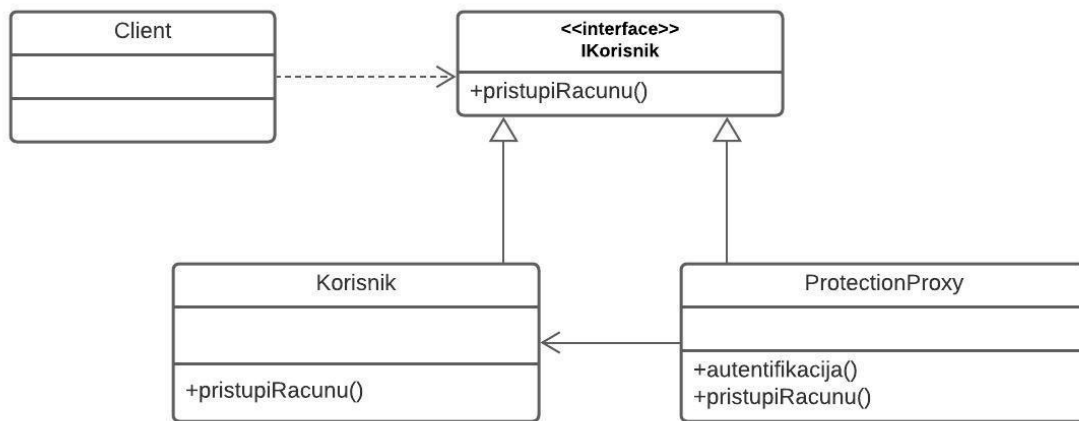 Client
<<interface>>
IKorisnik
+pristupiRacunu()
Korisnik
+pristupiRacunu()
ProtectionProxy
+autentifikacija()
+pristupiRacunu()